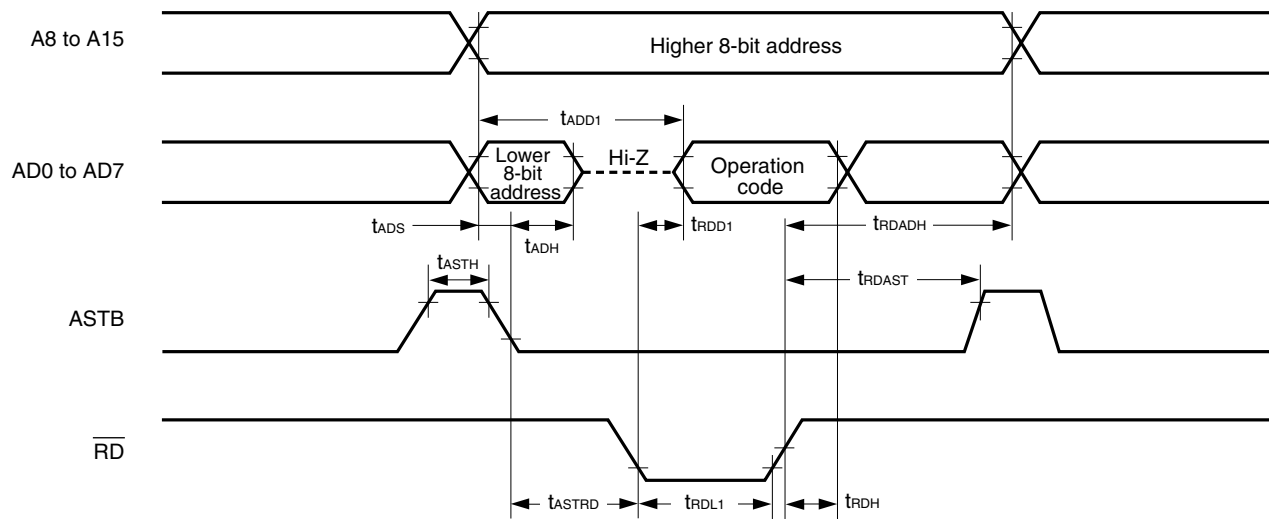 A8 to A15
Higher 8-bit address
tADD1
AD0 to AD7
Lower
8-bit
address
Hi-Z
Operation
code
tADS
tADH
tRDD1
tRDADH
tASTH
tRDAST
ASTB
RD
tASTRD
tRDL1
tRDH